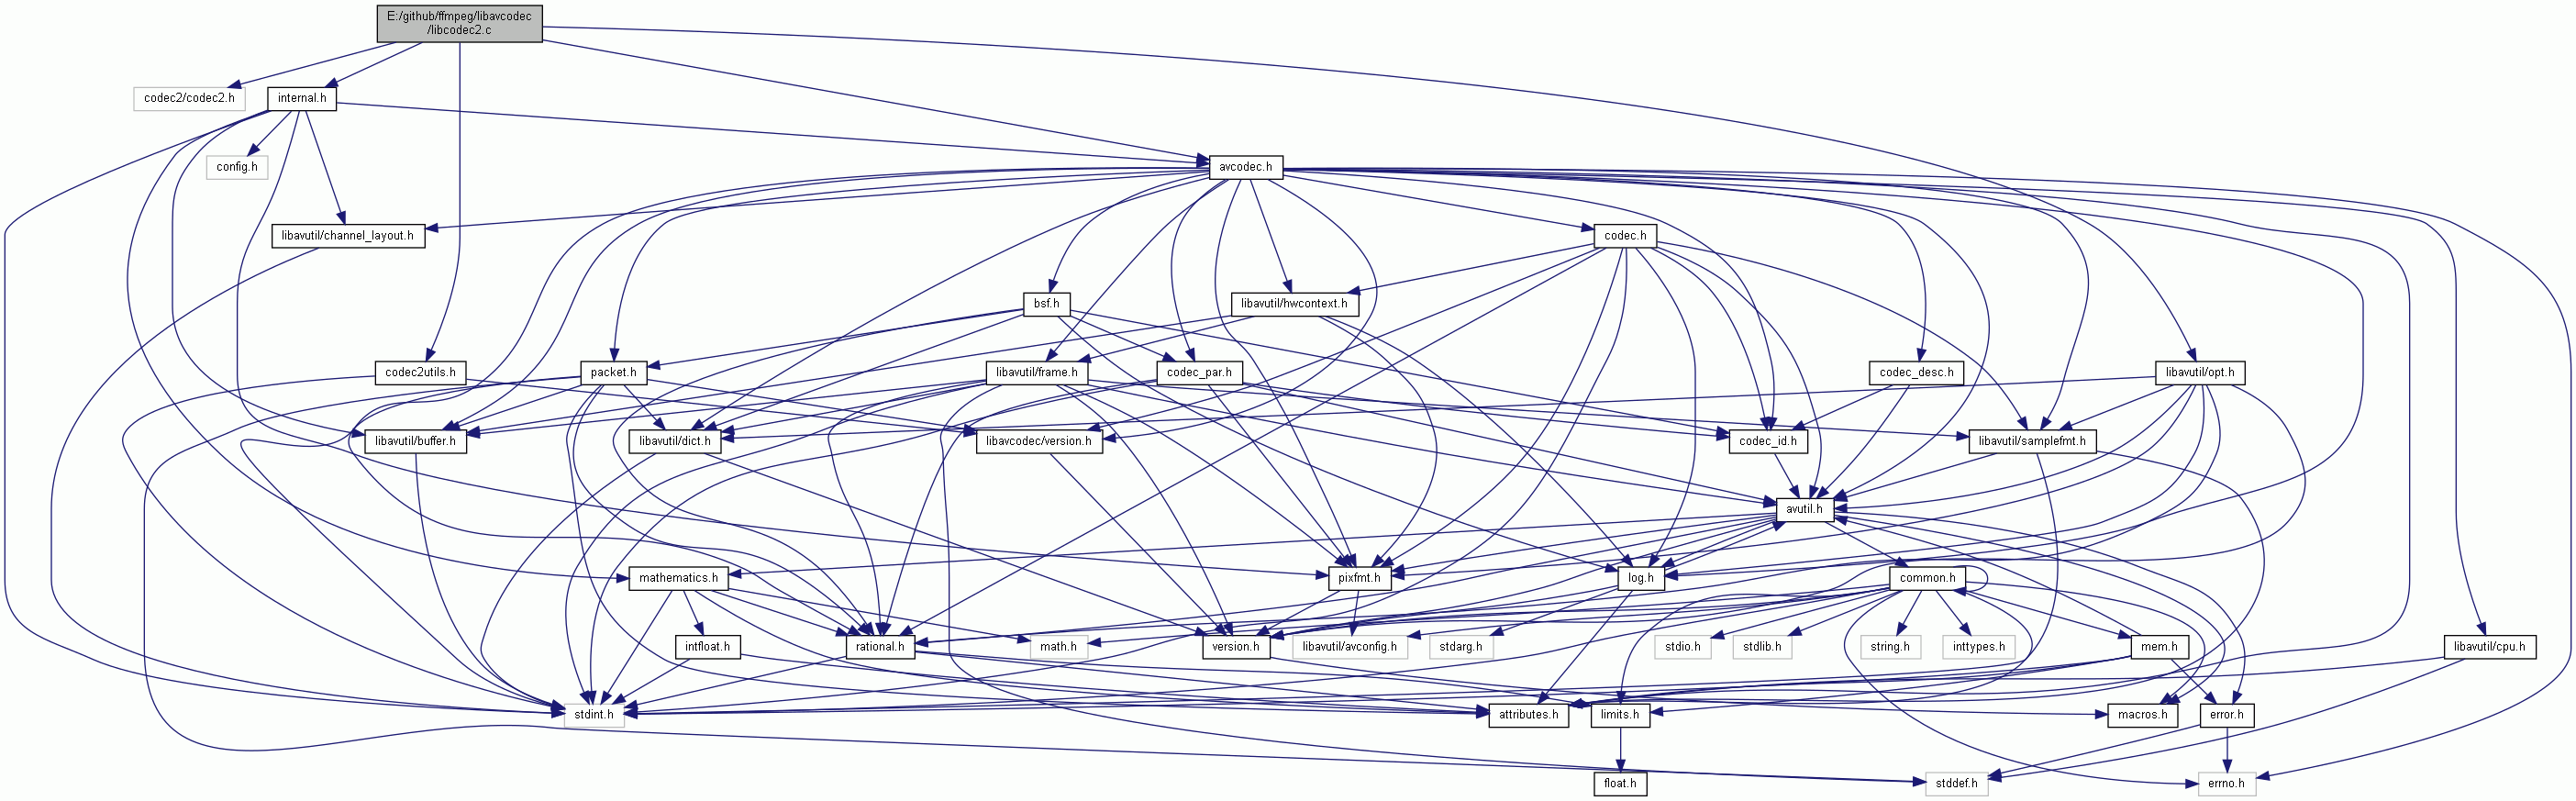 E:/github/ffmpeg/libavcodec
/libcodec2.c
codec2/codec2.h
internal.h
config.h
avcodec.h
libavutil/channel_layout.h
codec.h
bsf.h
libavutil/hwcontext.h
codec2utils.h
packet.h
libavutil/frame.h
codec_par.h
codec_desc.h
libavutil/opt.h
libavutil/buffer.h
libavutil/dict.h
libavcodec/version.h
codec_id.h
libavutil/samplefmt.h
avutil.h
mathematics.h
pixfmt.h
log.h
common.h
intfloat.h
rational.h
math.h
version.h
libavutil/avconfig.h
stdarg.h
stdio.h
stdlib.h
string.h
inttypes.h
mem.h
libavutil/cpu.h
stdint.h
attributes.h
limits.h
macros.h
error.h
float.h
stddef.h
errno.h